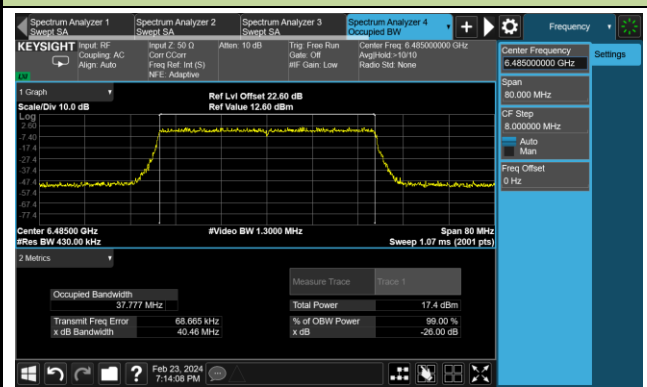 Spectrum Analyzer 1
Swept SA
Spectrum Analyzer 2
Swept SA
Spectrum Analyzer 3
Swept SA
Spectrum Analyzer 4
Occupied BW
+
Frequency
KEYSIGHT
Input: RF
Coupling: AC
Align: Auto
Input Z: 50 Ω
Corr CCorr
Freq Ref: Int (S)
NFE: Adaptive
Atten: 10 dB
Trig: Free Run
Gate: Off
#IF Gain: Low
Center Freq: 6.485000000 GHz
Avg|Hold:>10/10
Radio Std: None
Center Frequency
6.485000000 GHz
Settings
Span
80.000 MHz
CF Step
8.000000 MHz
Auto
Man
Freq Offset
0 Hz
1 Graph
Scale/Div 10.0 dB
Ref Lvl Offset 22.60 dB
Ref Value 12.60 dBm
Log
2.60
-7.40
-17.4
-27.4
-37.4
-47.4
-57.4
-67.4
-77.4
Center 6.48500 GHz
#Res BW 430.00 kHz
#Video BW 1.3000 MHz
Span 80 MHz
Sweep 1.07 ms (2001 pts)
2 Metrics
Measure Trace
Trace 1
Occupied Bandwidth
37.777 MHz
Total Power
17.4 dBm
Transmit Freq Error
68.665 kHz
% of OBW Power
99.00 %
x dB Bandwidth
40.46 MHz
x dB
-26.00 dB
?
Feb 23, 2024
7:14:08 PM